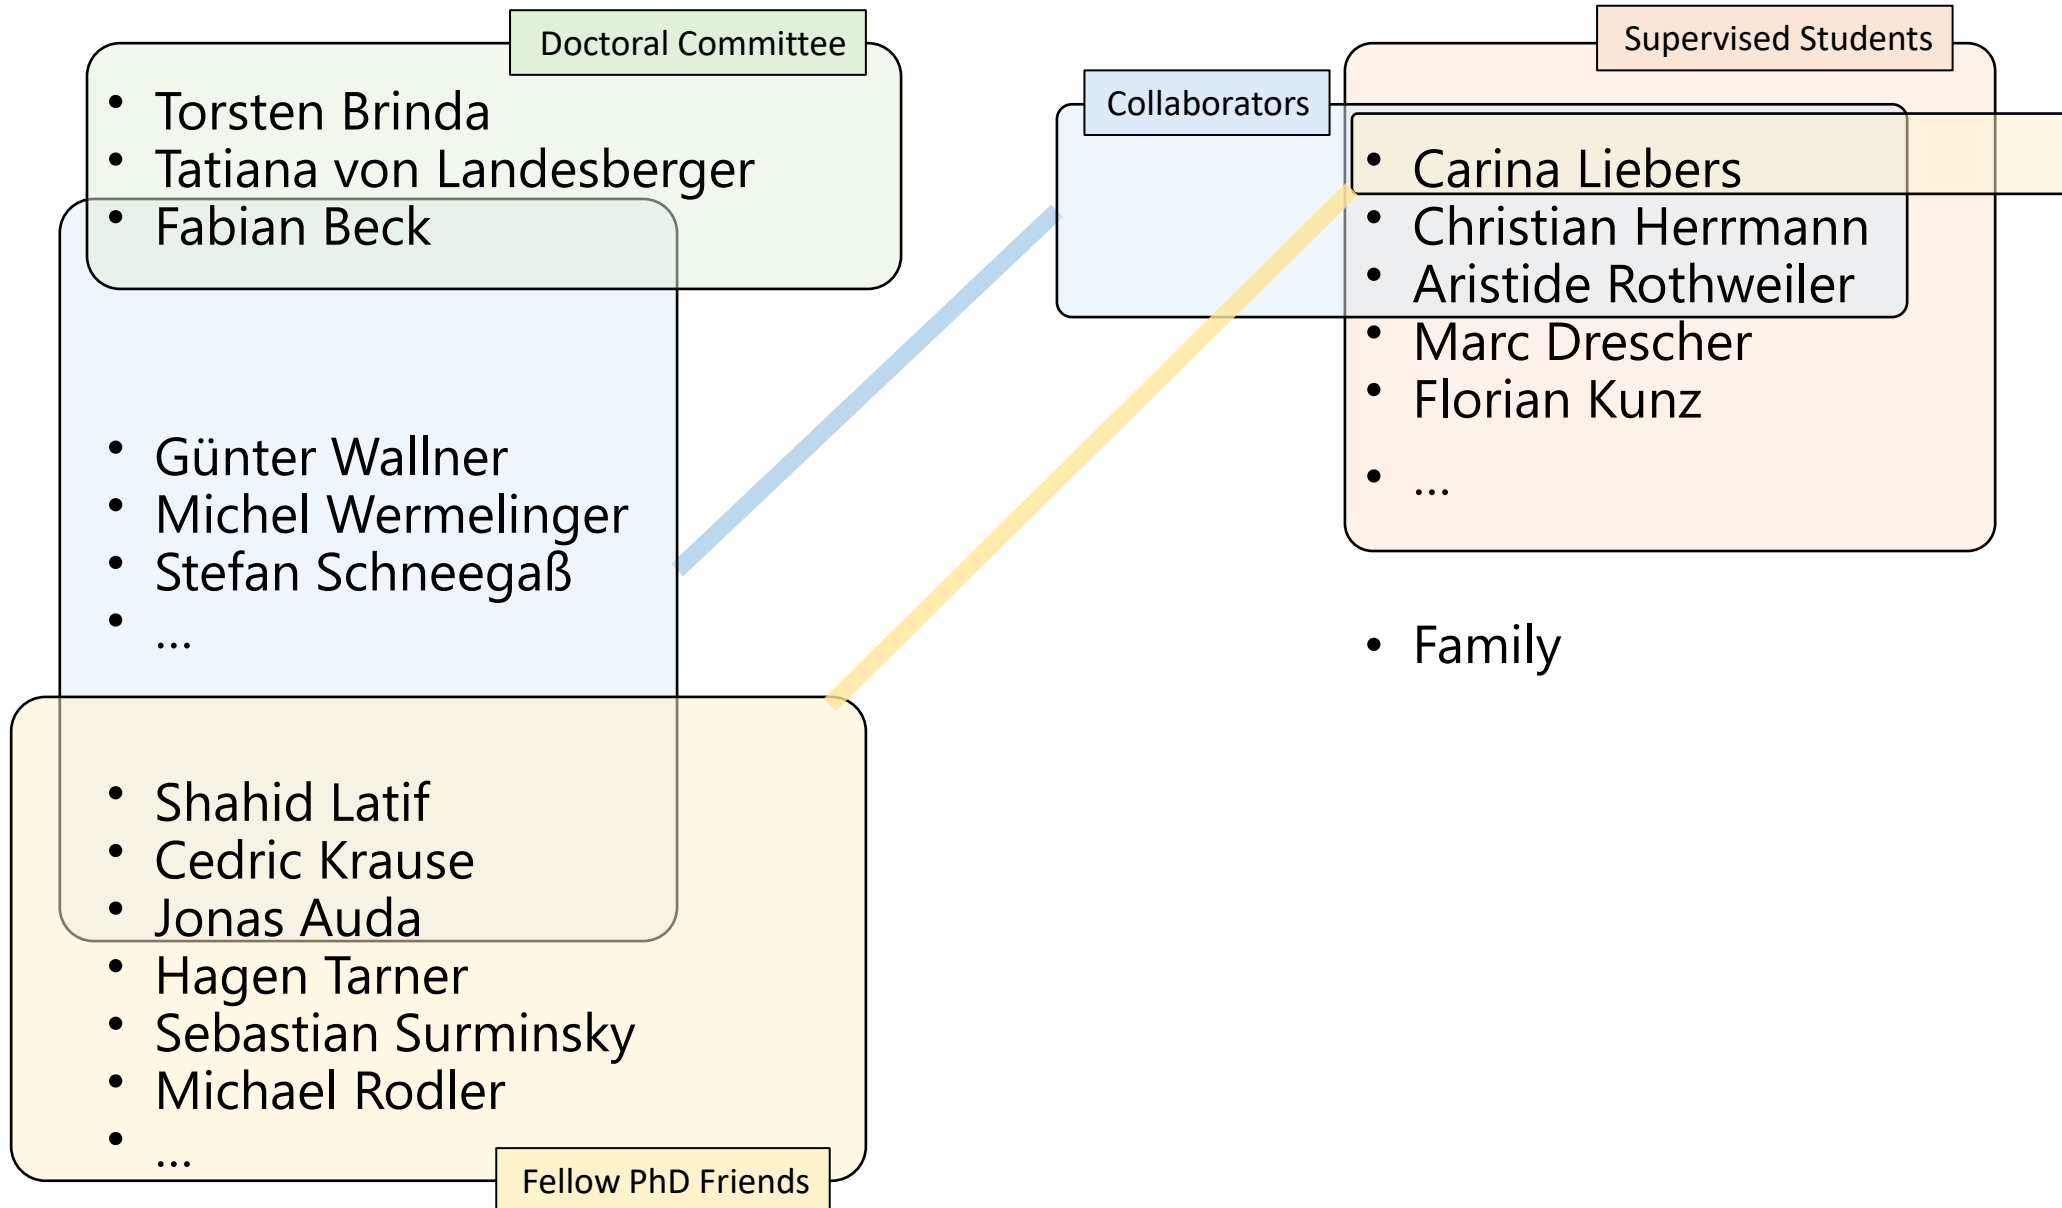 Doctoral Committee
• Torsten Brinda
• Tatiana von Landesberger
• Fabian Beck
• Günter Wallner
• Michel Wermelinger
• Stefan Schneegaß
• ...
• Shahid Latif
• Cedric Krause
• Jonas Auda
• Hagen Tarner
• Sebastian Surminsky
• Michael Rodler
• ...
Fellow PhD Friends
Supervised Students
Collaborators
• Carina Liebers
• Christian Herrmann
• Aristide Rothweiler
• Marc Drescher
• Florian Kunz
• ...
• Family